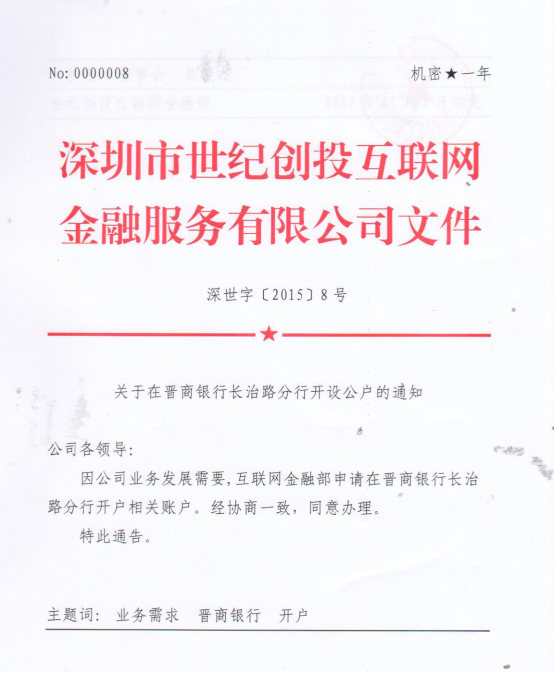 No: 0000008 机密★一年
深圳市世纪创投互联网
金融服务有限公司文件
深世字〔2015〕8 号
关于在晋商银行长治路分行开设公户的通知
公司各领导:
因公司业务发展需要,互联网金融部申请在晋商银行长治
路分行开户相关账户。经协商一致，同意办理。
特此通告。
主题词: 业务需求 晋商银行 开户